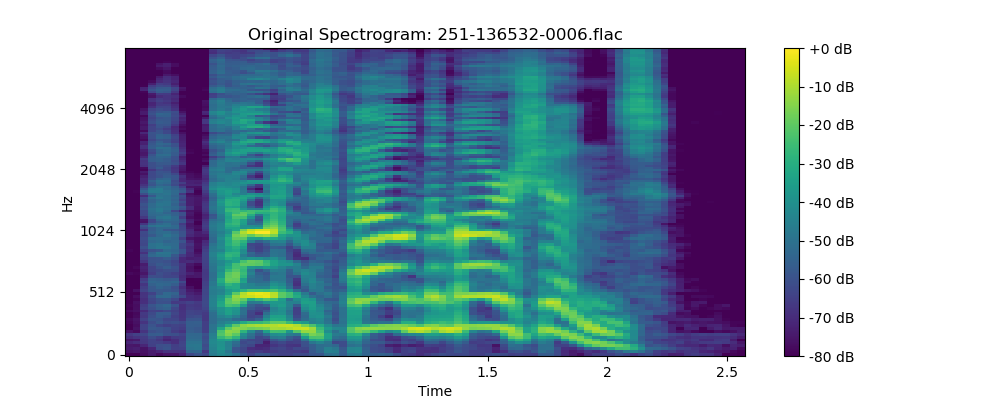 Original Spectrogram: 251-136532-0006.flac
Hz
4096
2048
1024
512
0
0
0.5
1
1.5
2
2.5
Time
+0 dB
-10 dB
-20 dB
-30 dB
-40 dB
-50 dB
-60 dB
-70 dB
-80 dB